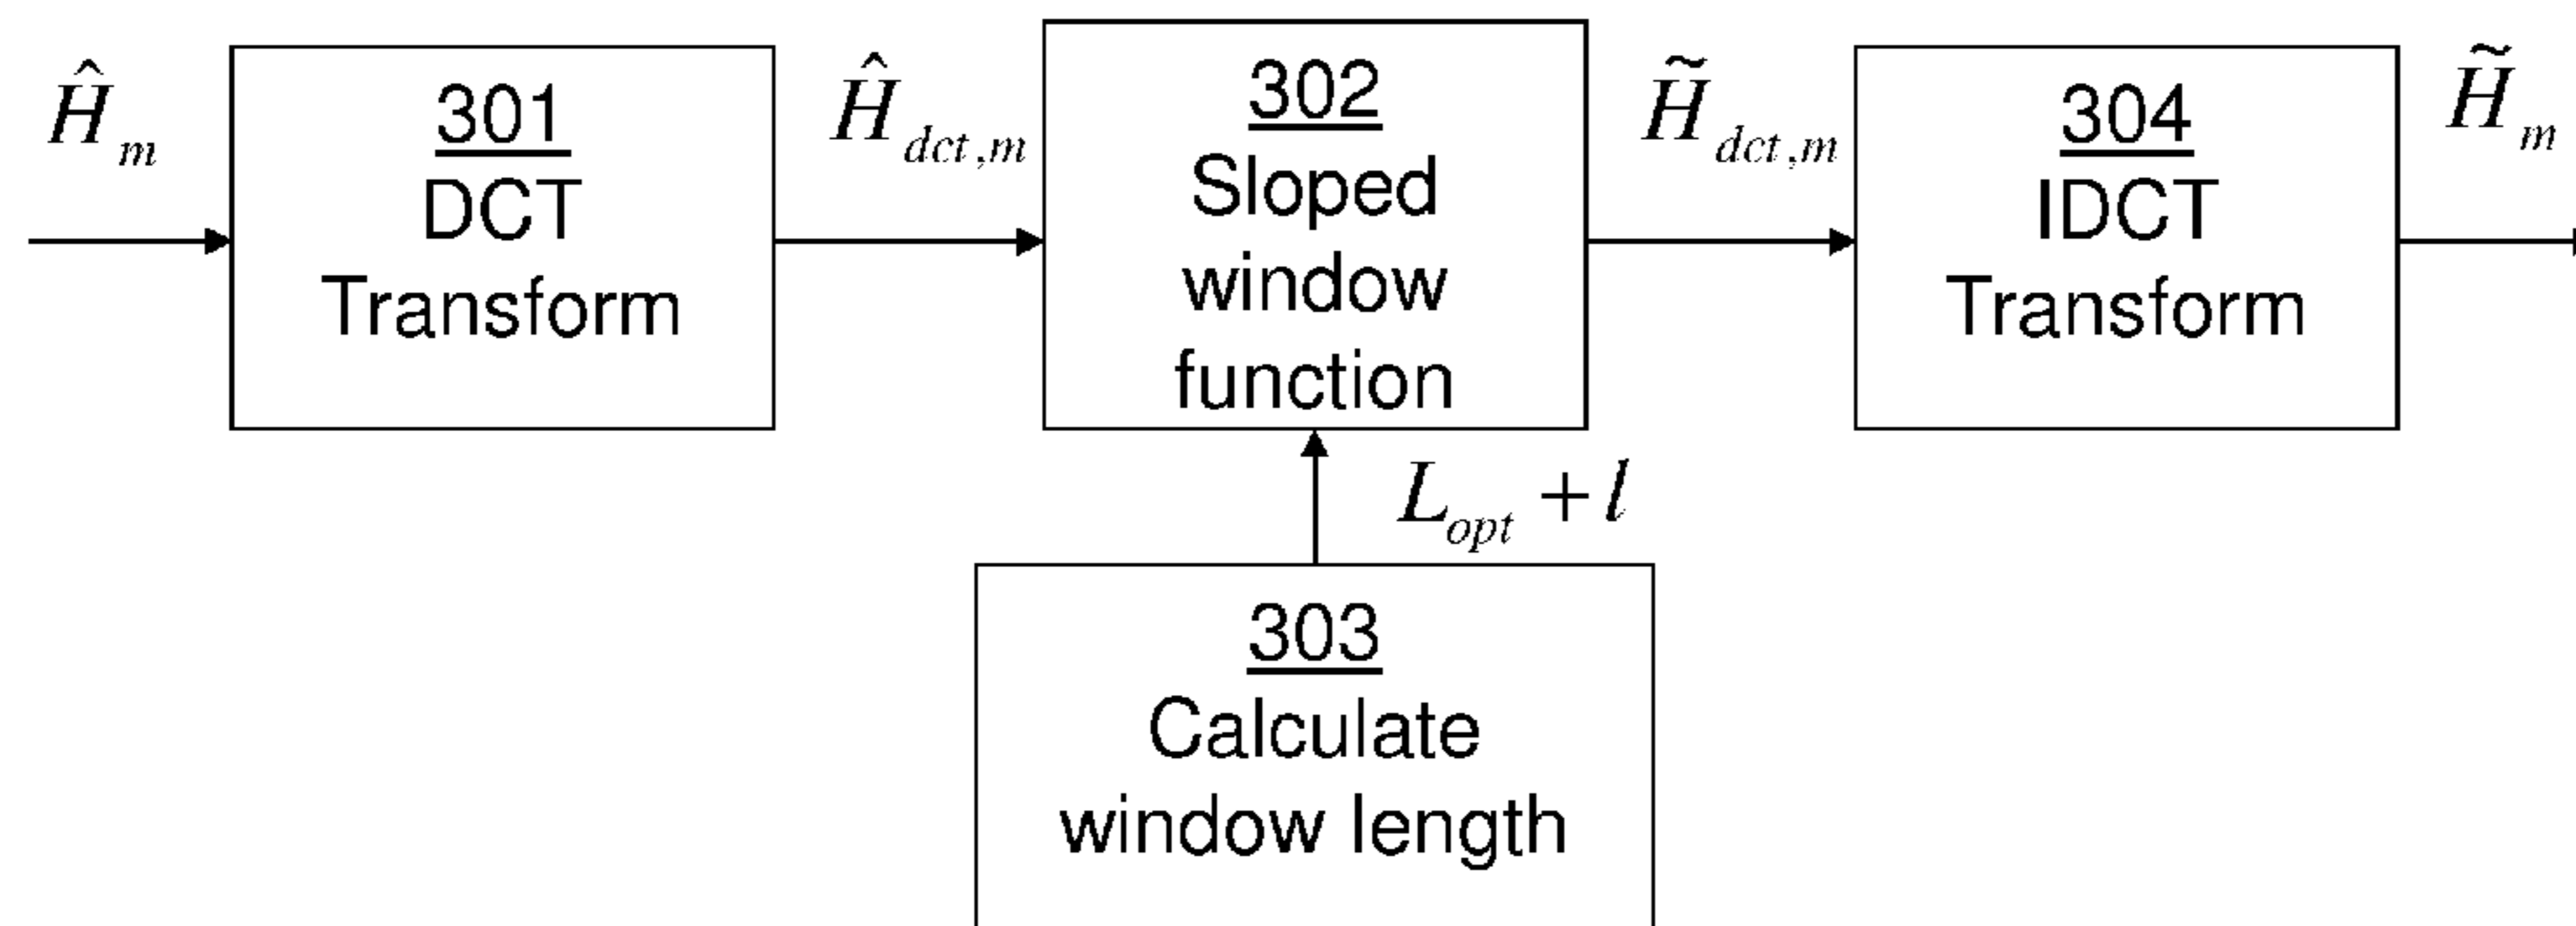 Ĥ_m
301
DCT
Transform
Ĥ_dct,m
302
Sloped
window
function
H̃_dct,m
304
IDCT
Transform
H̃_m
L_opt + l
303
Calculate
window length